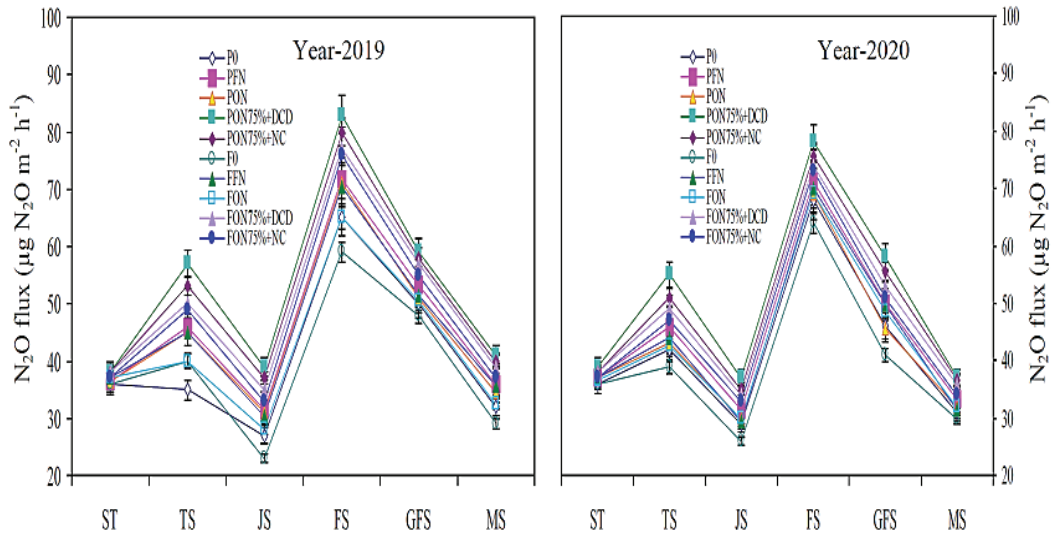 Year-2019
N₂O flux (µg N₂O m⁻² h⁻¹)
100
90
80
70
60
50
40
30
20
P0
PFN
PON
PON75%+DCD
PON75%+NC
F0
FFN
FON
FON75%+DCD
FON75%+NC
ST TS JS FS GFS MS
Year-2020
P0
PFN
PON
PON75%+DCD
PON75%+NC
F0
FFN
FON
FON75%+DCD
FON75%+NC
100
90
80
70
60
50
40
30
20
N₂O flux (µg N₂O m⁻² h⁻¹)
ST TS JS FS GFS MS